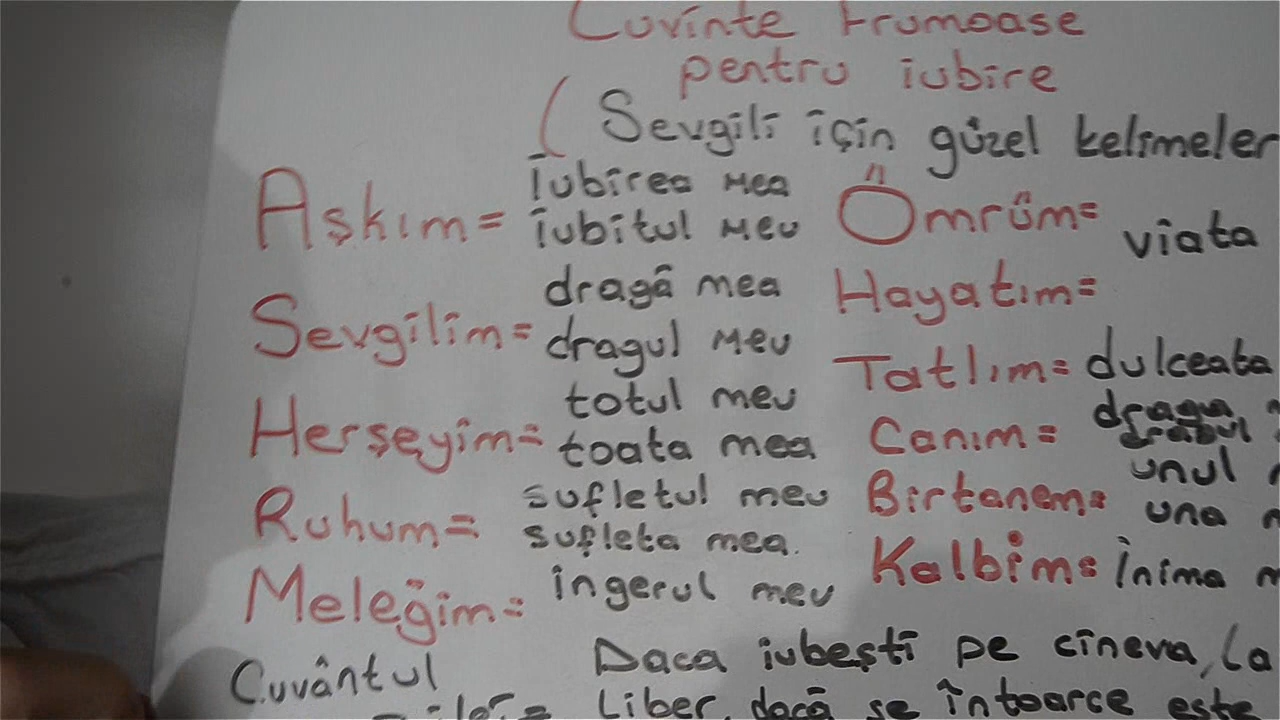 Cuvinte frumoase
pentru iubire
( Sevgili için güzel kelimeler
Aşkım = iubirea mea
iubitul meu
Sevgilim = dragă mea
dragul meu
Herşeyim = totul meu
toata mea
Ruhum = sufletul meu
sufleta mea.
Meleğim = ingerul meu
Ömrüm = viata
Hayatım =
Tatlım = dulceata
Canım =
Birtanem = unul
una
Kalbim = Inima
Cuvântul
Daca iubeşti pe cineva, la
liber, dacă se întoarce este